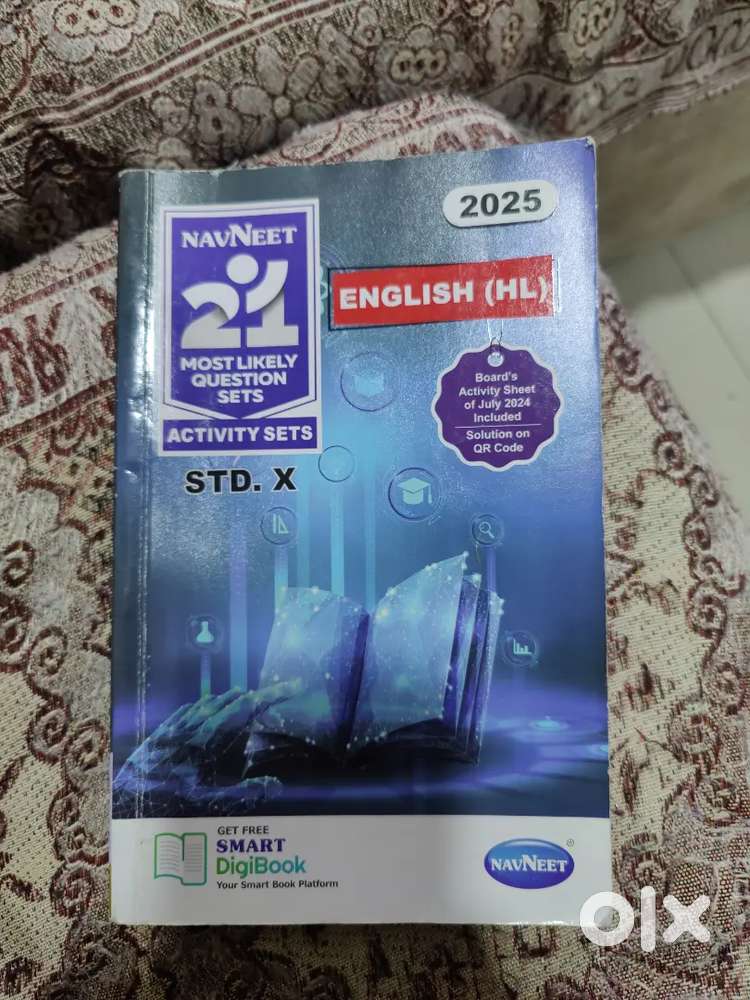 2025
NAVNEET
21
MOST LIKELY
QUESTION
SETS
ACTIVITY SETS
STD. X
ENGLISH (HL)
Board's
Activity Sheet
of July 2024
Included
Solution on
QR Code
GET FREE
SMART
DigiBook
Your Smart Book Platform
NAVNEET®
olx